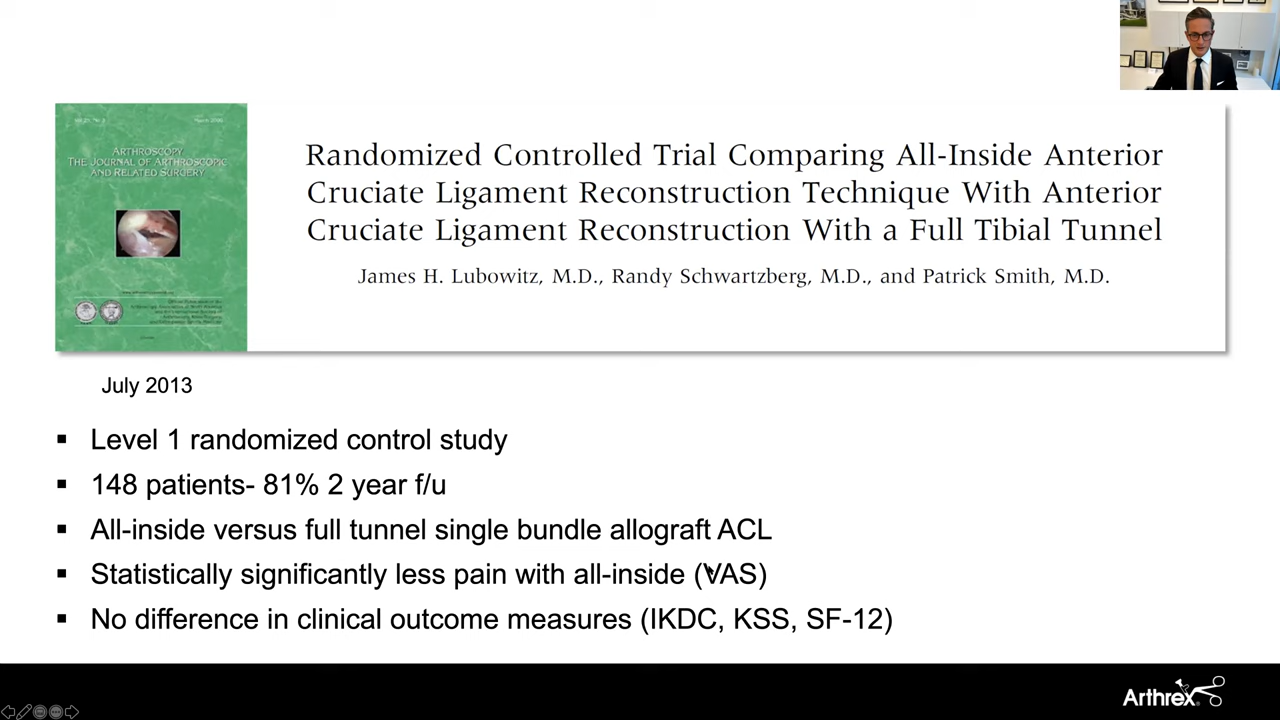 ARTHROSCOPY
THE JOURNAL OF ARTHROSCOPIC
AND RELATED SURGERY
Randomized Controlled Trial Comparing All-Inside Anterior
Cruciate Ligament Reconstruction Technique With Anterior
Cruciate Ligament Reconstruction With a Full Tibial Tunnel
James H. Lubowitz, M.D., Randy Schwartzberg, M.D., and Patrick Smith, M.D.
July 2013
▪ Level 1 randomized control study
▪ 148 patients- 81% 2 year f/u
▪ All-inside versus full tunnel single bundle allograft ACL
▪ Statistically significantly less pain with all-inside (VAS)
▪ No difference in clinical outcome measures (IKDC, KSS, SF-12)
Arthrex